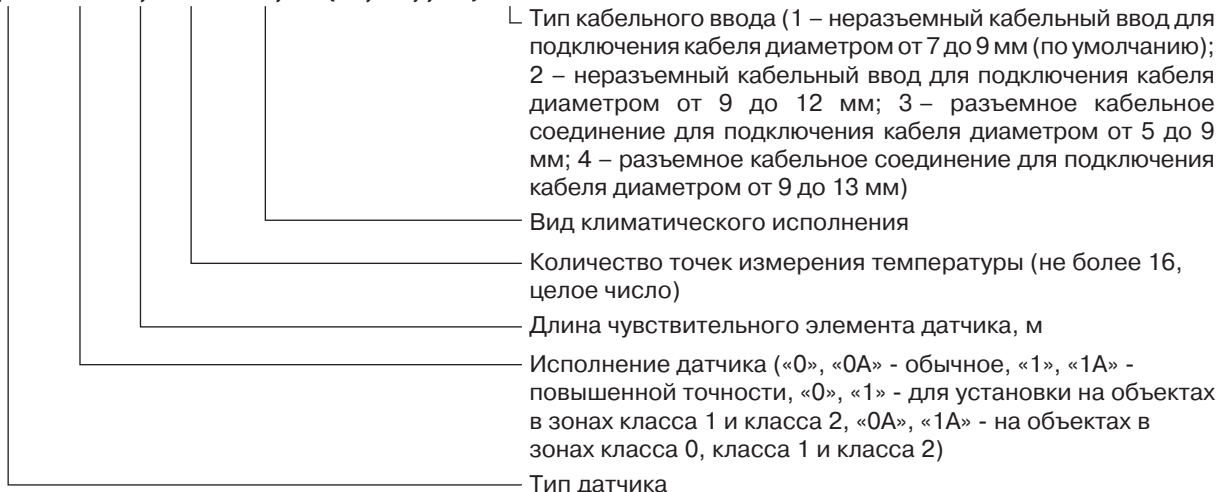 Тип кабельного ввода (1 – неразъемный кабельный ввод для
подключения кабеля диаметром от 7 до 9 мм (по умолчанию);
2 – неразъемный кабельный ввод для подключения кабеля
диаметром от 9 до 12 мм; 3 – разъемное кабельное
соединение для подключения кабеля диаметром от 5 до 9
мм; 4 – разъемное кабельное соединение для подключения
кабеля диаметром от 9 до 13 мм)
Вид климатического исполнения
Количество точек измерения температуры (не более 16,
целое число)
Длина чувствительного элемента датчика, м
Исполнение датчика («0», «0А» - обычное, «1», «1А» -
повышенной точности, «0», «1» - для установки на объектах
в зонах класса 1 и класса 2, «0А», «1А» - на объектах в
зонах класса 0, класса 1 и класса 2)
Тип датчика